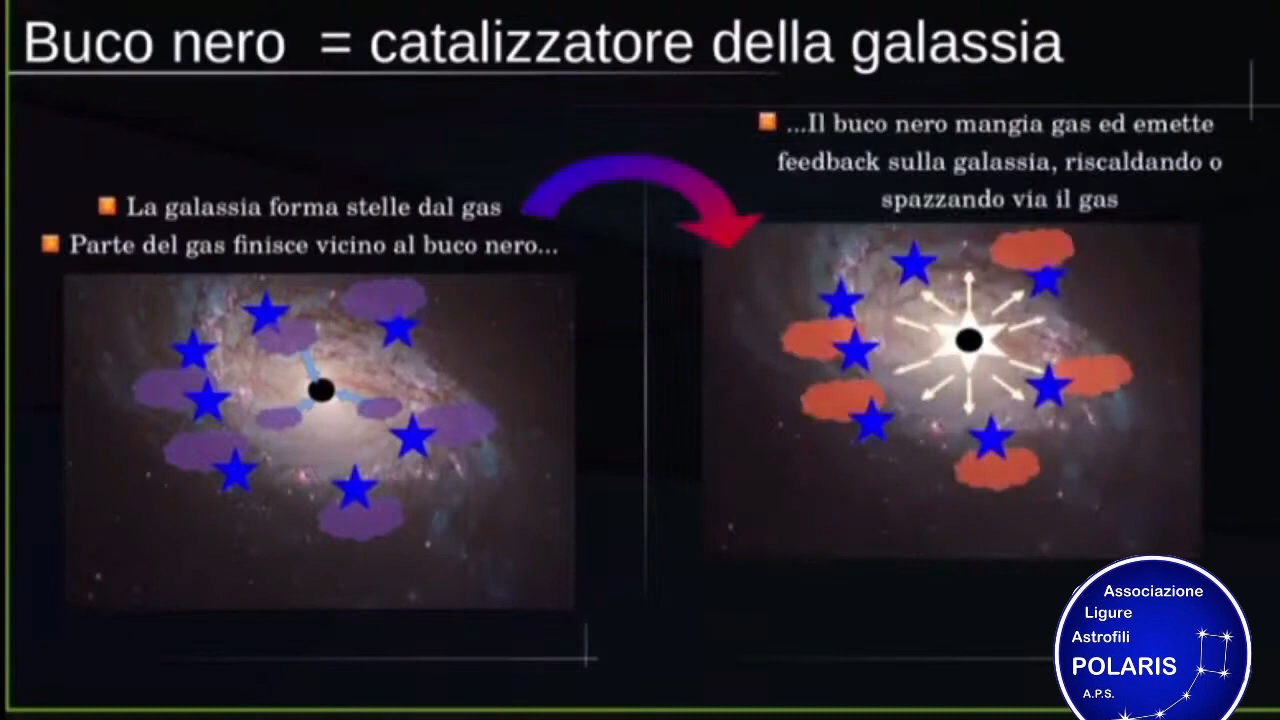 Buco nero = catalizzatore della galassia
La galassia forma stelle dal gas
Parte del gas finisce vicino al buco nero...
...Il buco nero mangia gas ed emette
feedback sulla galassia, riscaldando o
spazzando via il gas
Associazione
Ligure
Astrofili
POLARIS
A.P.S.